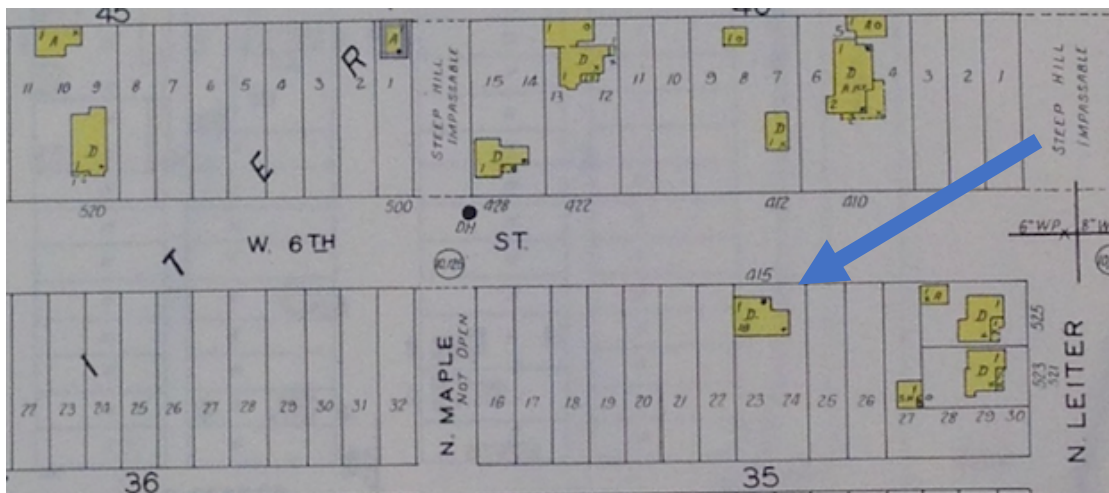 45 40
A A A D 1 O A O
11 10 9 8 7 6 5 4 3 2 1 R STEEP HILL IMPASSABLE 15 14 13 12 11 10 9 8 7 6 5 4 3 2 1 STEEP HILL IMPASSABLE
D E D D D
520 500 428 422 412 410
DH
W. 6TH ST. 6" WP 8" W
T
415
I
D A D D
525
523
521
N. MAPLE
NOT OPEN
N. LEITER
22 23 24 25 26 27 28 29 30 31 32 16 17 18 19 20 21 22 23 24 25 26 27 28 29 30
36 35